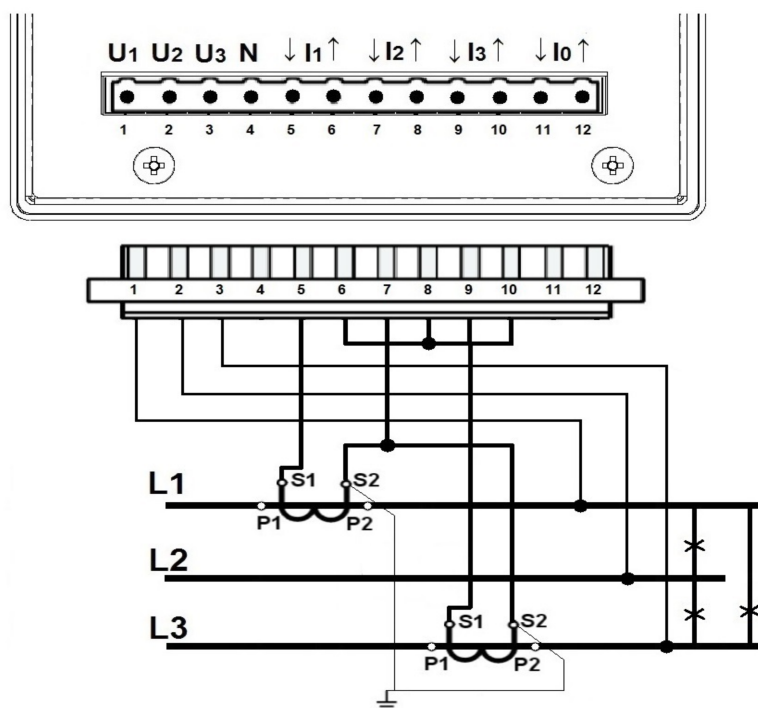 U1 U2 U3 N ↓ I1 ↑ ↓ I2 ↑ ↓ I3 ↑ ↓ I0 ↑
1 2 3 4 5 6 7 8 9 10 11 12
1 2 3 4 5 6 7 8 9 10 11 12
S1 S2
L1
P1 P2
L2
S1 S2
L3
P1 P2